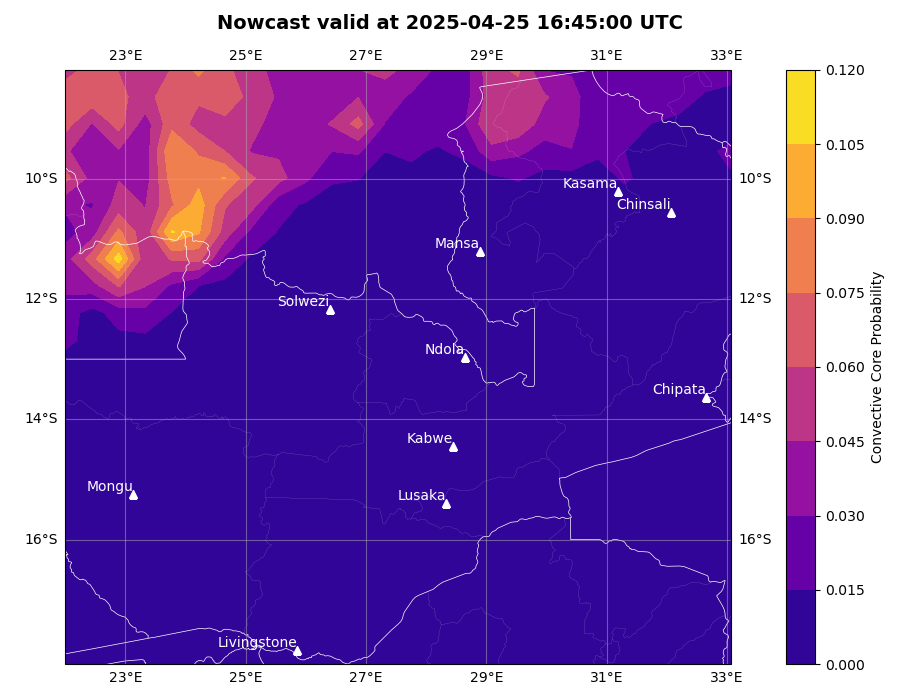 Nowcast valid at 2025-04-25 16:45:00 UTC
23°E 25°E 27°E 29°E 31°E 33°E
0.120
0.105
10°S 10°S
Kasama
Chinsali
0.090
Mansa
12°S 12°S
Solwezi
0.075
Ndola
0.060
Chipata
14°S 14°S
Kabwe
0.045
Mongu
Lusaka
0.030
16°S 16°S
0.015
Livingstone
0.000
23°E 25°E 27°E 29°E 31°E 33°E
Convective Core Probability